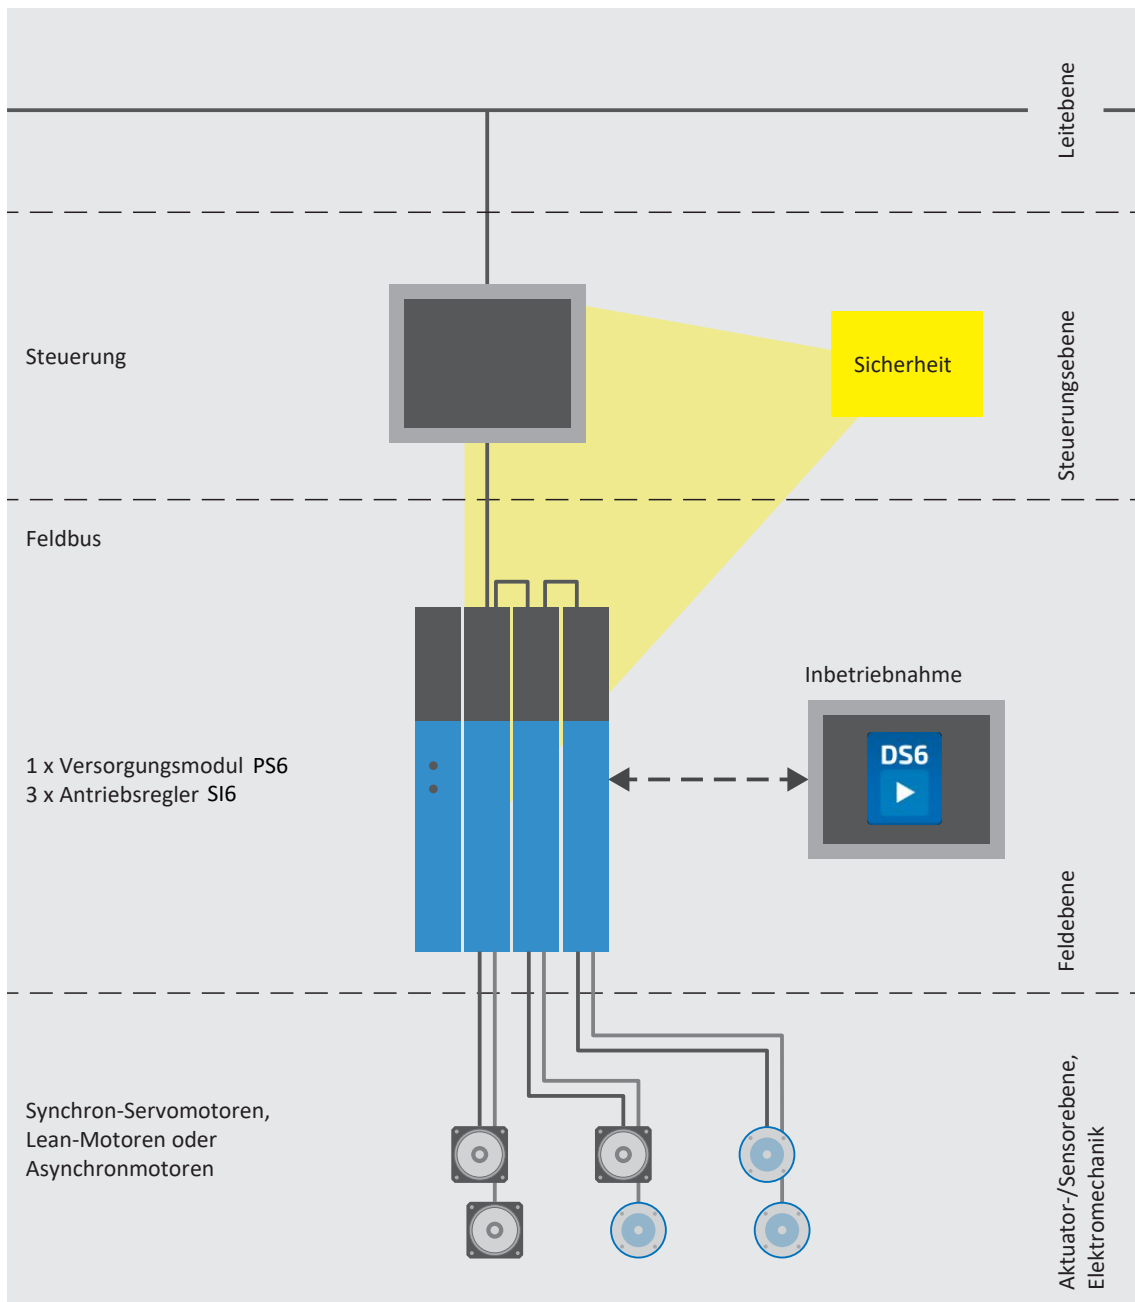 Leitebene
Steuerung
Sicherheit
Steuerungsebene
Feldbus
Inbetriebnahme
DS6
1 x Versorgungsmodul PS6
3 x Antriebsregler SI6
Feldebene
Synchron-Servomotoren,
Lean-Motoren oder
Asynchronmotoren
Aktuator-/Sensorebene,
Elektromechanik